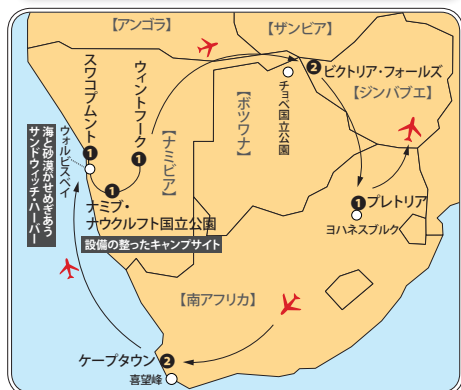 【アンゴラ】
【ザンビア】
❷ビクトリア・フォールズ
チョベ国立公園
【ジンバブエ】
【ボツワナ】
スワコプムント❶
ウィントフーク❶
【ナミビア】
ウォルビスベイ
海と砂漠がせめぎあう
サンドウィッチ・ハーバー
❶
ナミブ・
ナウクルフト国立公園
設備の整ったキャンプサイト
❶プレトリア
ヨハネスブルク
【南アフリカ】
ケープタウン❷
喜望峰